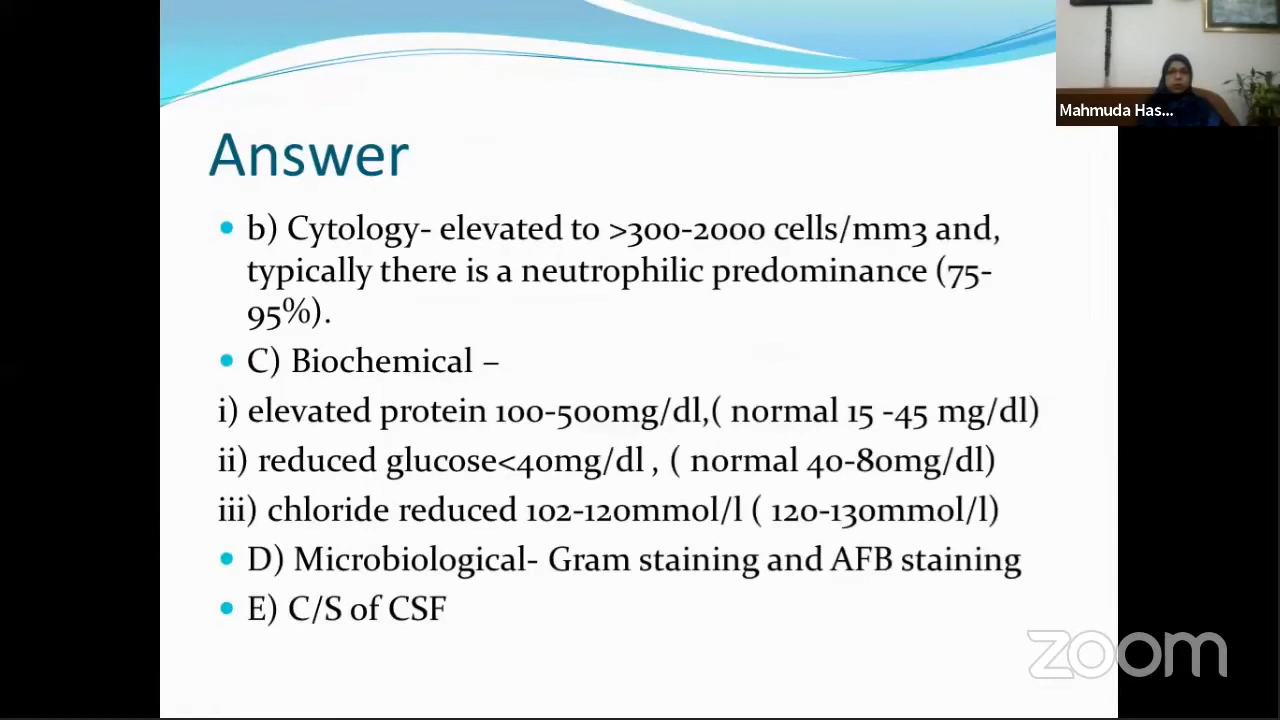 Mahmuda Has...
Answer
b) Cytology- elevated to >300-2000 cells/mm3 and,
typically there is a neutrophilic predominance (75-
95%).
C) Biochemical –
i) elevated protein 100-500mg/dl,( normal 15 -45 mg/dl)
ii) reduced glucose<40mg/dl , ( normal 40-80mg/dl)
iii) chloride reduced 102-120mmol/l ( 120-130mmol/l)
D) Microbiological- Gram staining and AFB staining
E) C/S of CSF
zoom